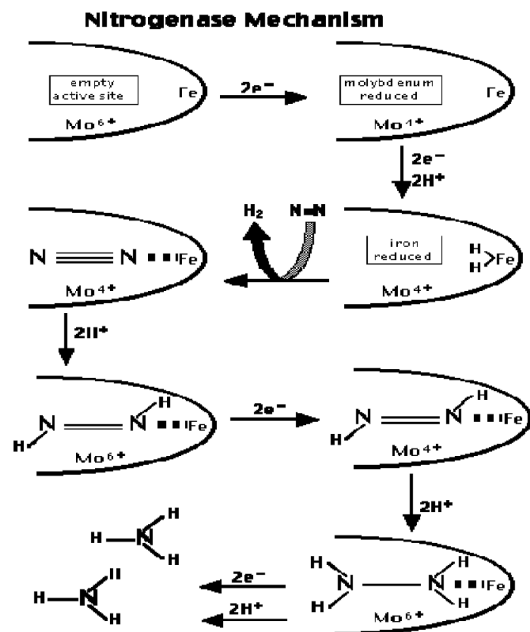 Nitrogenase Mechanism
empty
active site
Fe
Mo6+
2e−
molybdenum
reduced
Fe
Mo4+
2e−
2H+
N≡N Fe
Mo4+
H2 N=N
iron
reduced
H
H Fe
Mo4+
2H+
H
N=N Fe
H
Mo6+
2e−
H
N=N Fe
H
Mo4+
2H+
H
H N
H
H
H N
H
2e−
2H+
H H
N—N Fe
H H
Mo6+